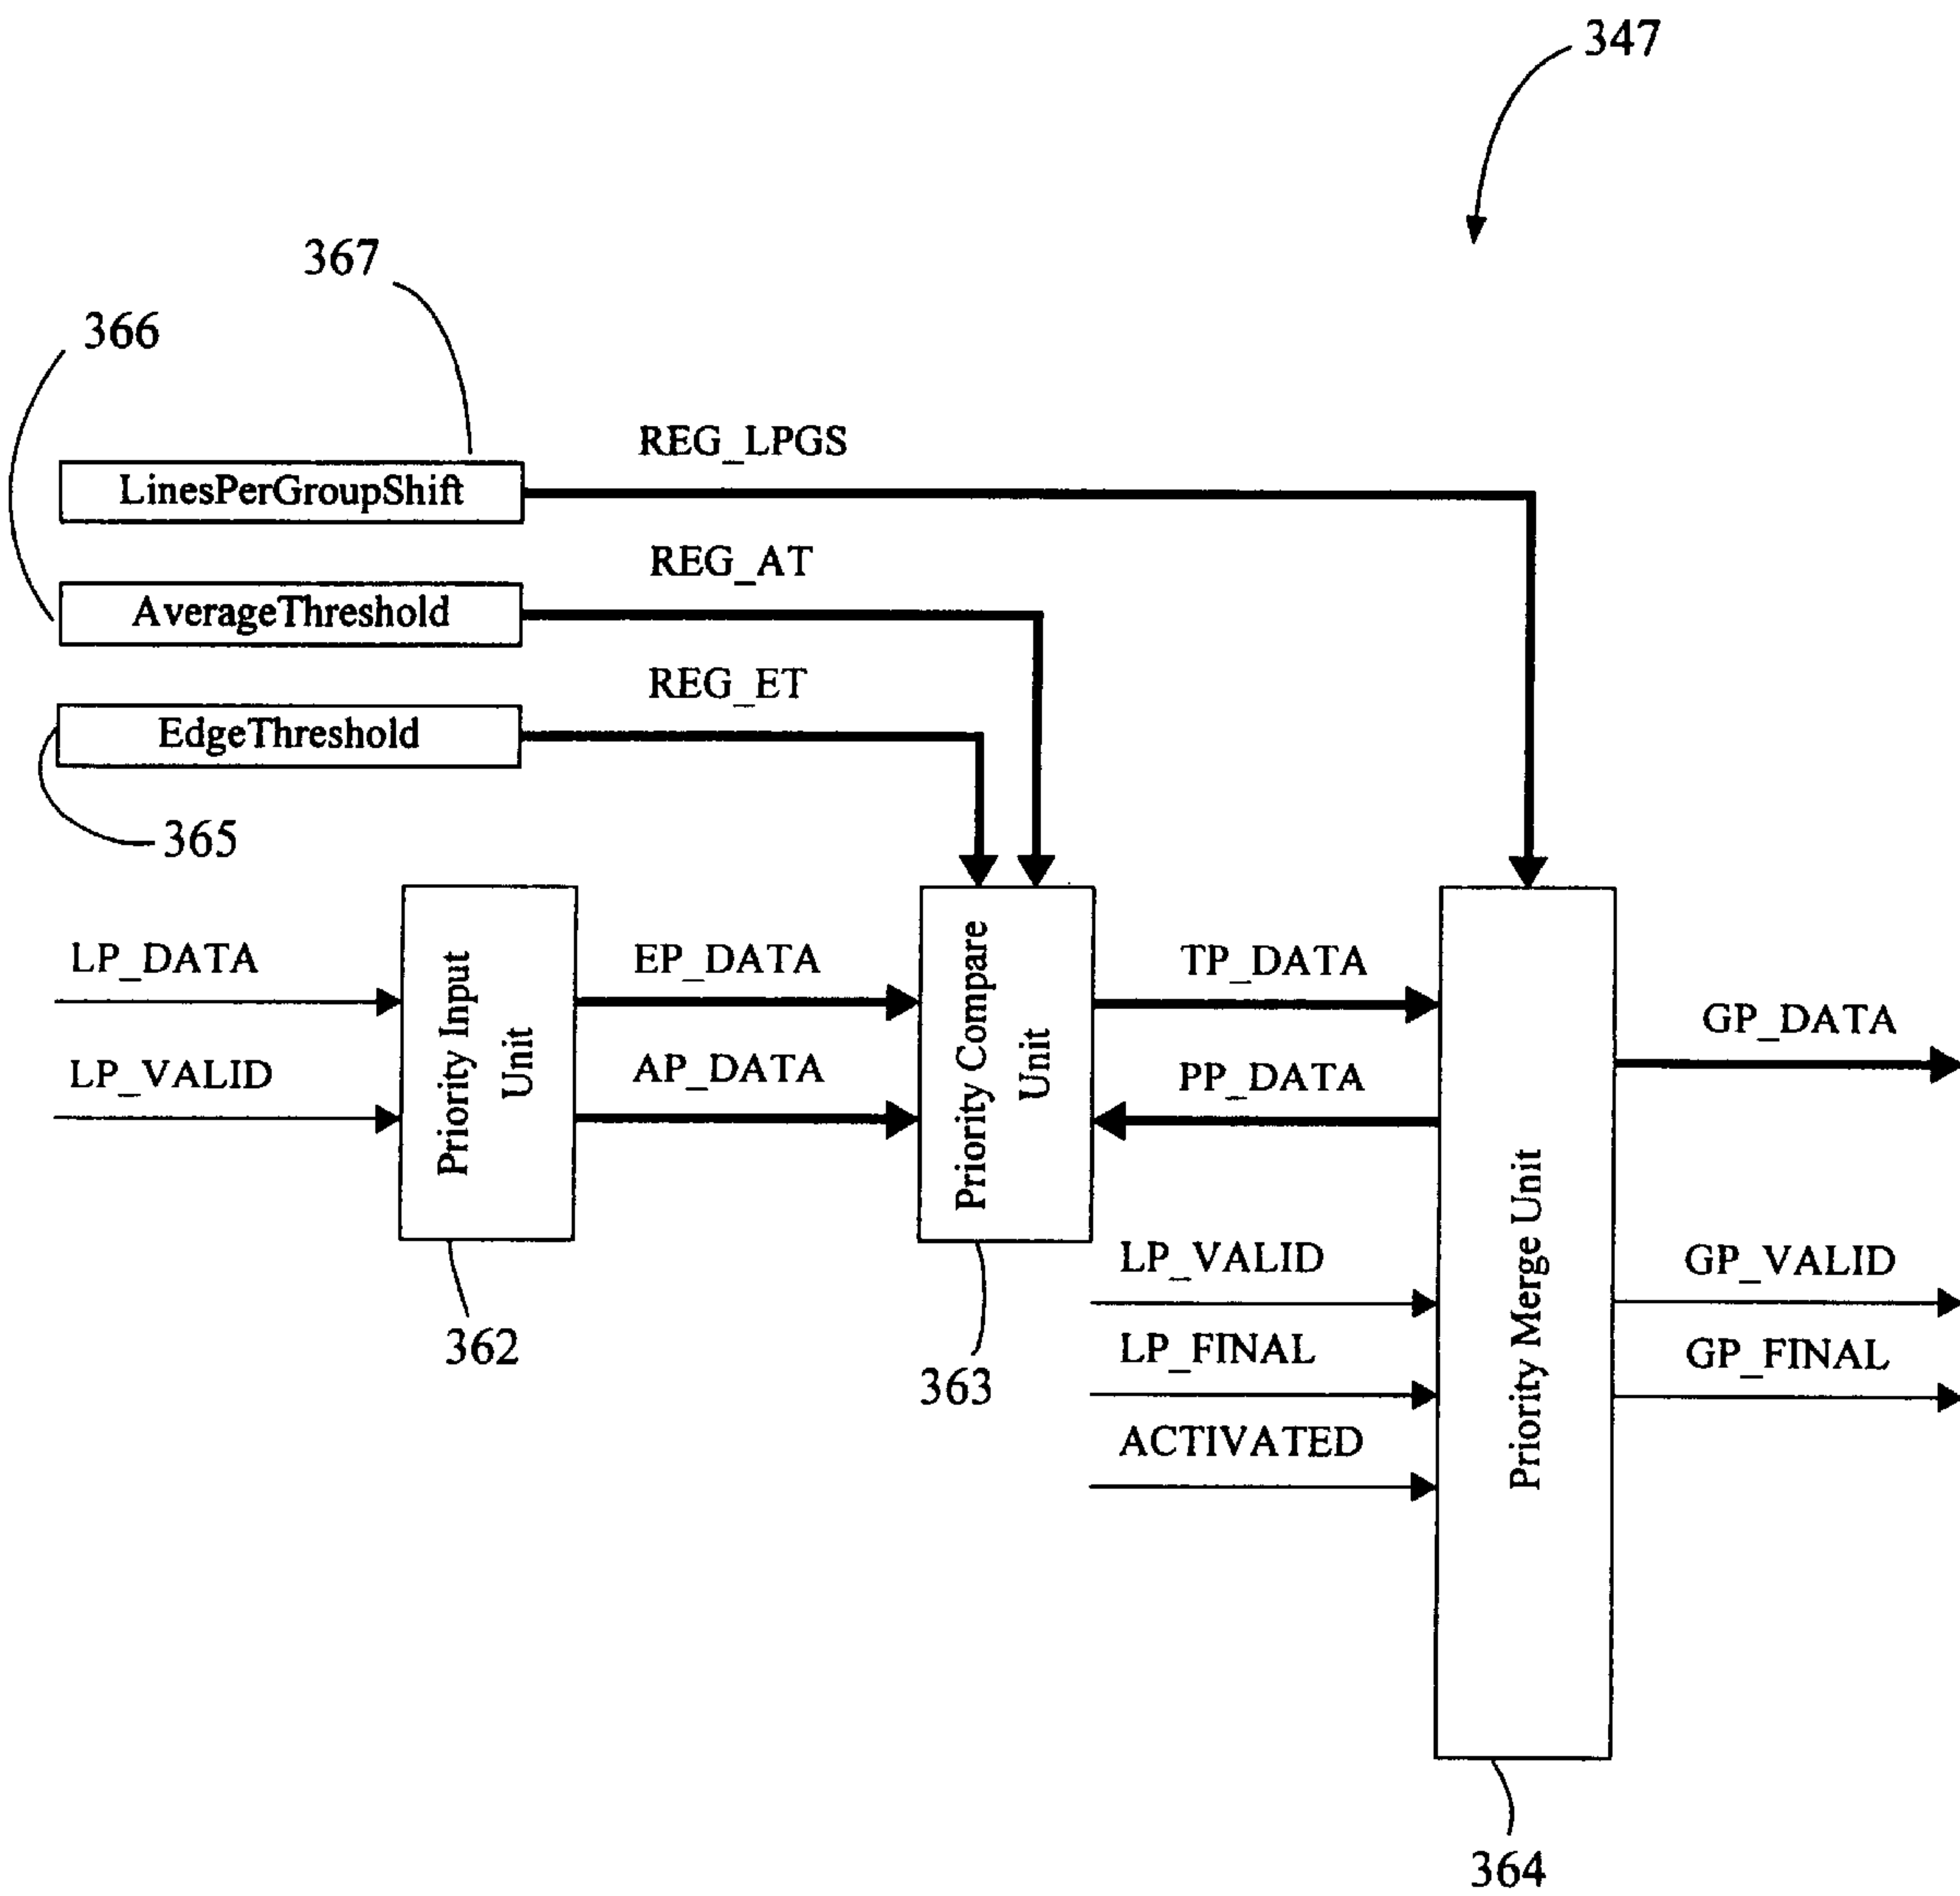 347
367
366
REG_LPGS
LinesPerGroupShift
REG_AT
AverageThreshold
REG_ET
EdgeThreshold
365
LP_DATA
LP_VALID
Priority Input
Unit
362
EP_DATA
AP_DATA
Priority Compare
Unit
363
TP_DATA
PP_DATA
LP_VALID
LP_FINAL
ACTIVATED
Priority Merge Unit
364
GP_DATA
GP_VALID
GP_FINAL